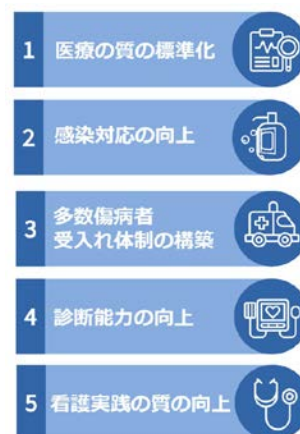 1 医療の質の標準化
2 感染対応の向上
3 多数傷病者
受入れ体制の構築
4 診断能力の向上
5 看護実践の質の向上